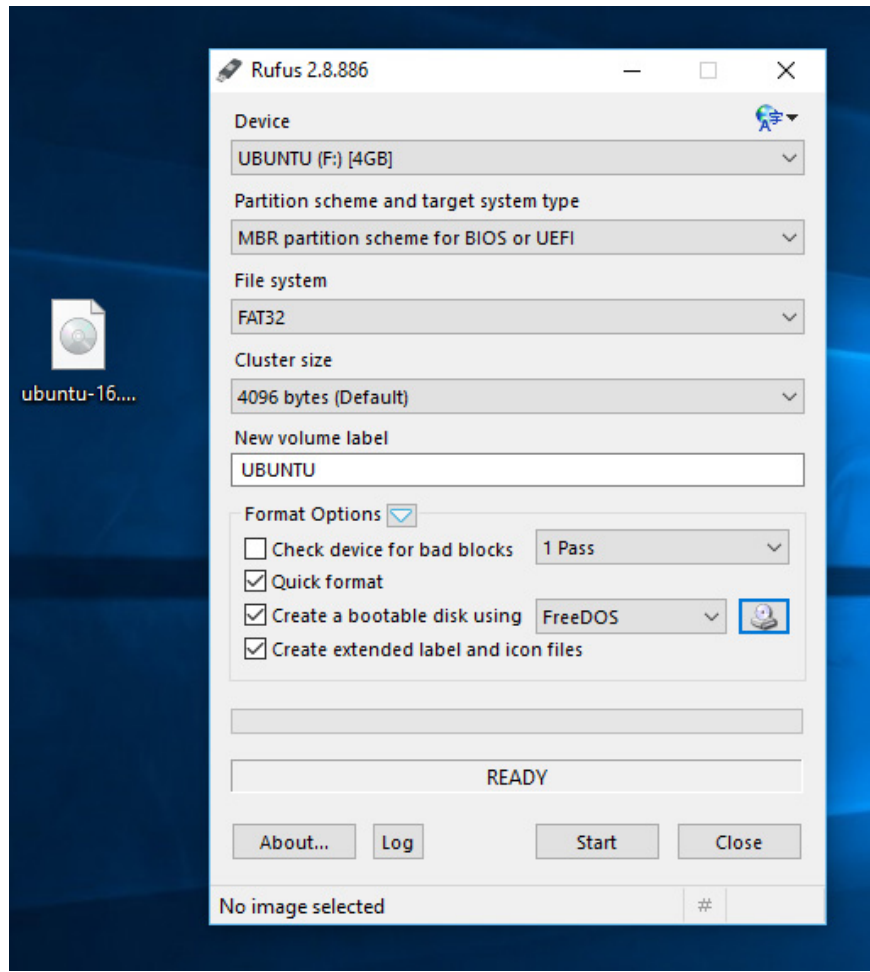 Rufus 2.8.886
Device
UBUNTU (F:) [4GB]
Partition scheme and target system type
MBR partition scheme for BIOS or UEFI
File system
FAT32
ubuntu-16....
Cluster size
4096 bytes (Default)
New volume label
UBUNTU
Format Options
Check device for bad blocks 1 Pass
Quick format
Create a bootable disk using FreeDOS
Create extended label and icon files
READY
About... Log Start Close
No image selected #